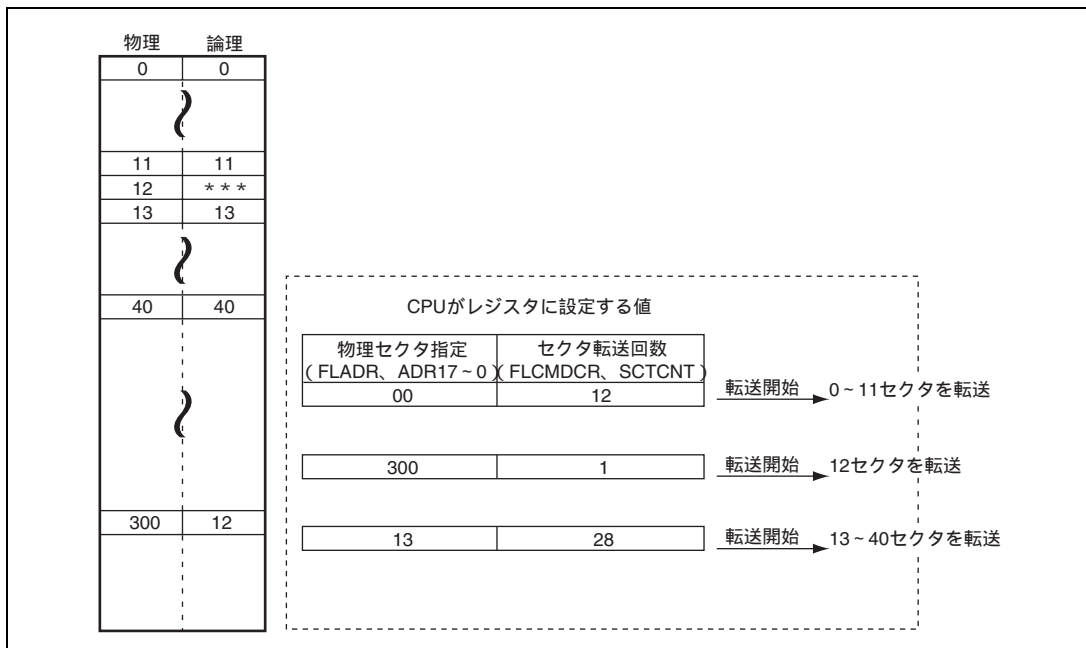 物理 論理
0 0
11 11
12 ***
13 13
40 40
300 12
CPUがレジスタに設定する値
物理セクタ指定 セクタ転送回数
(FLADR、ADR17~0) (FLCMDCR、SCTCNT)
00 12 転送開始 0~11セクタを転送
300 1 転送開始 12セクタを転送
13 28 転送開始 13~40セクタを転送